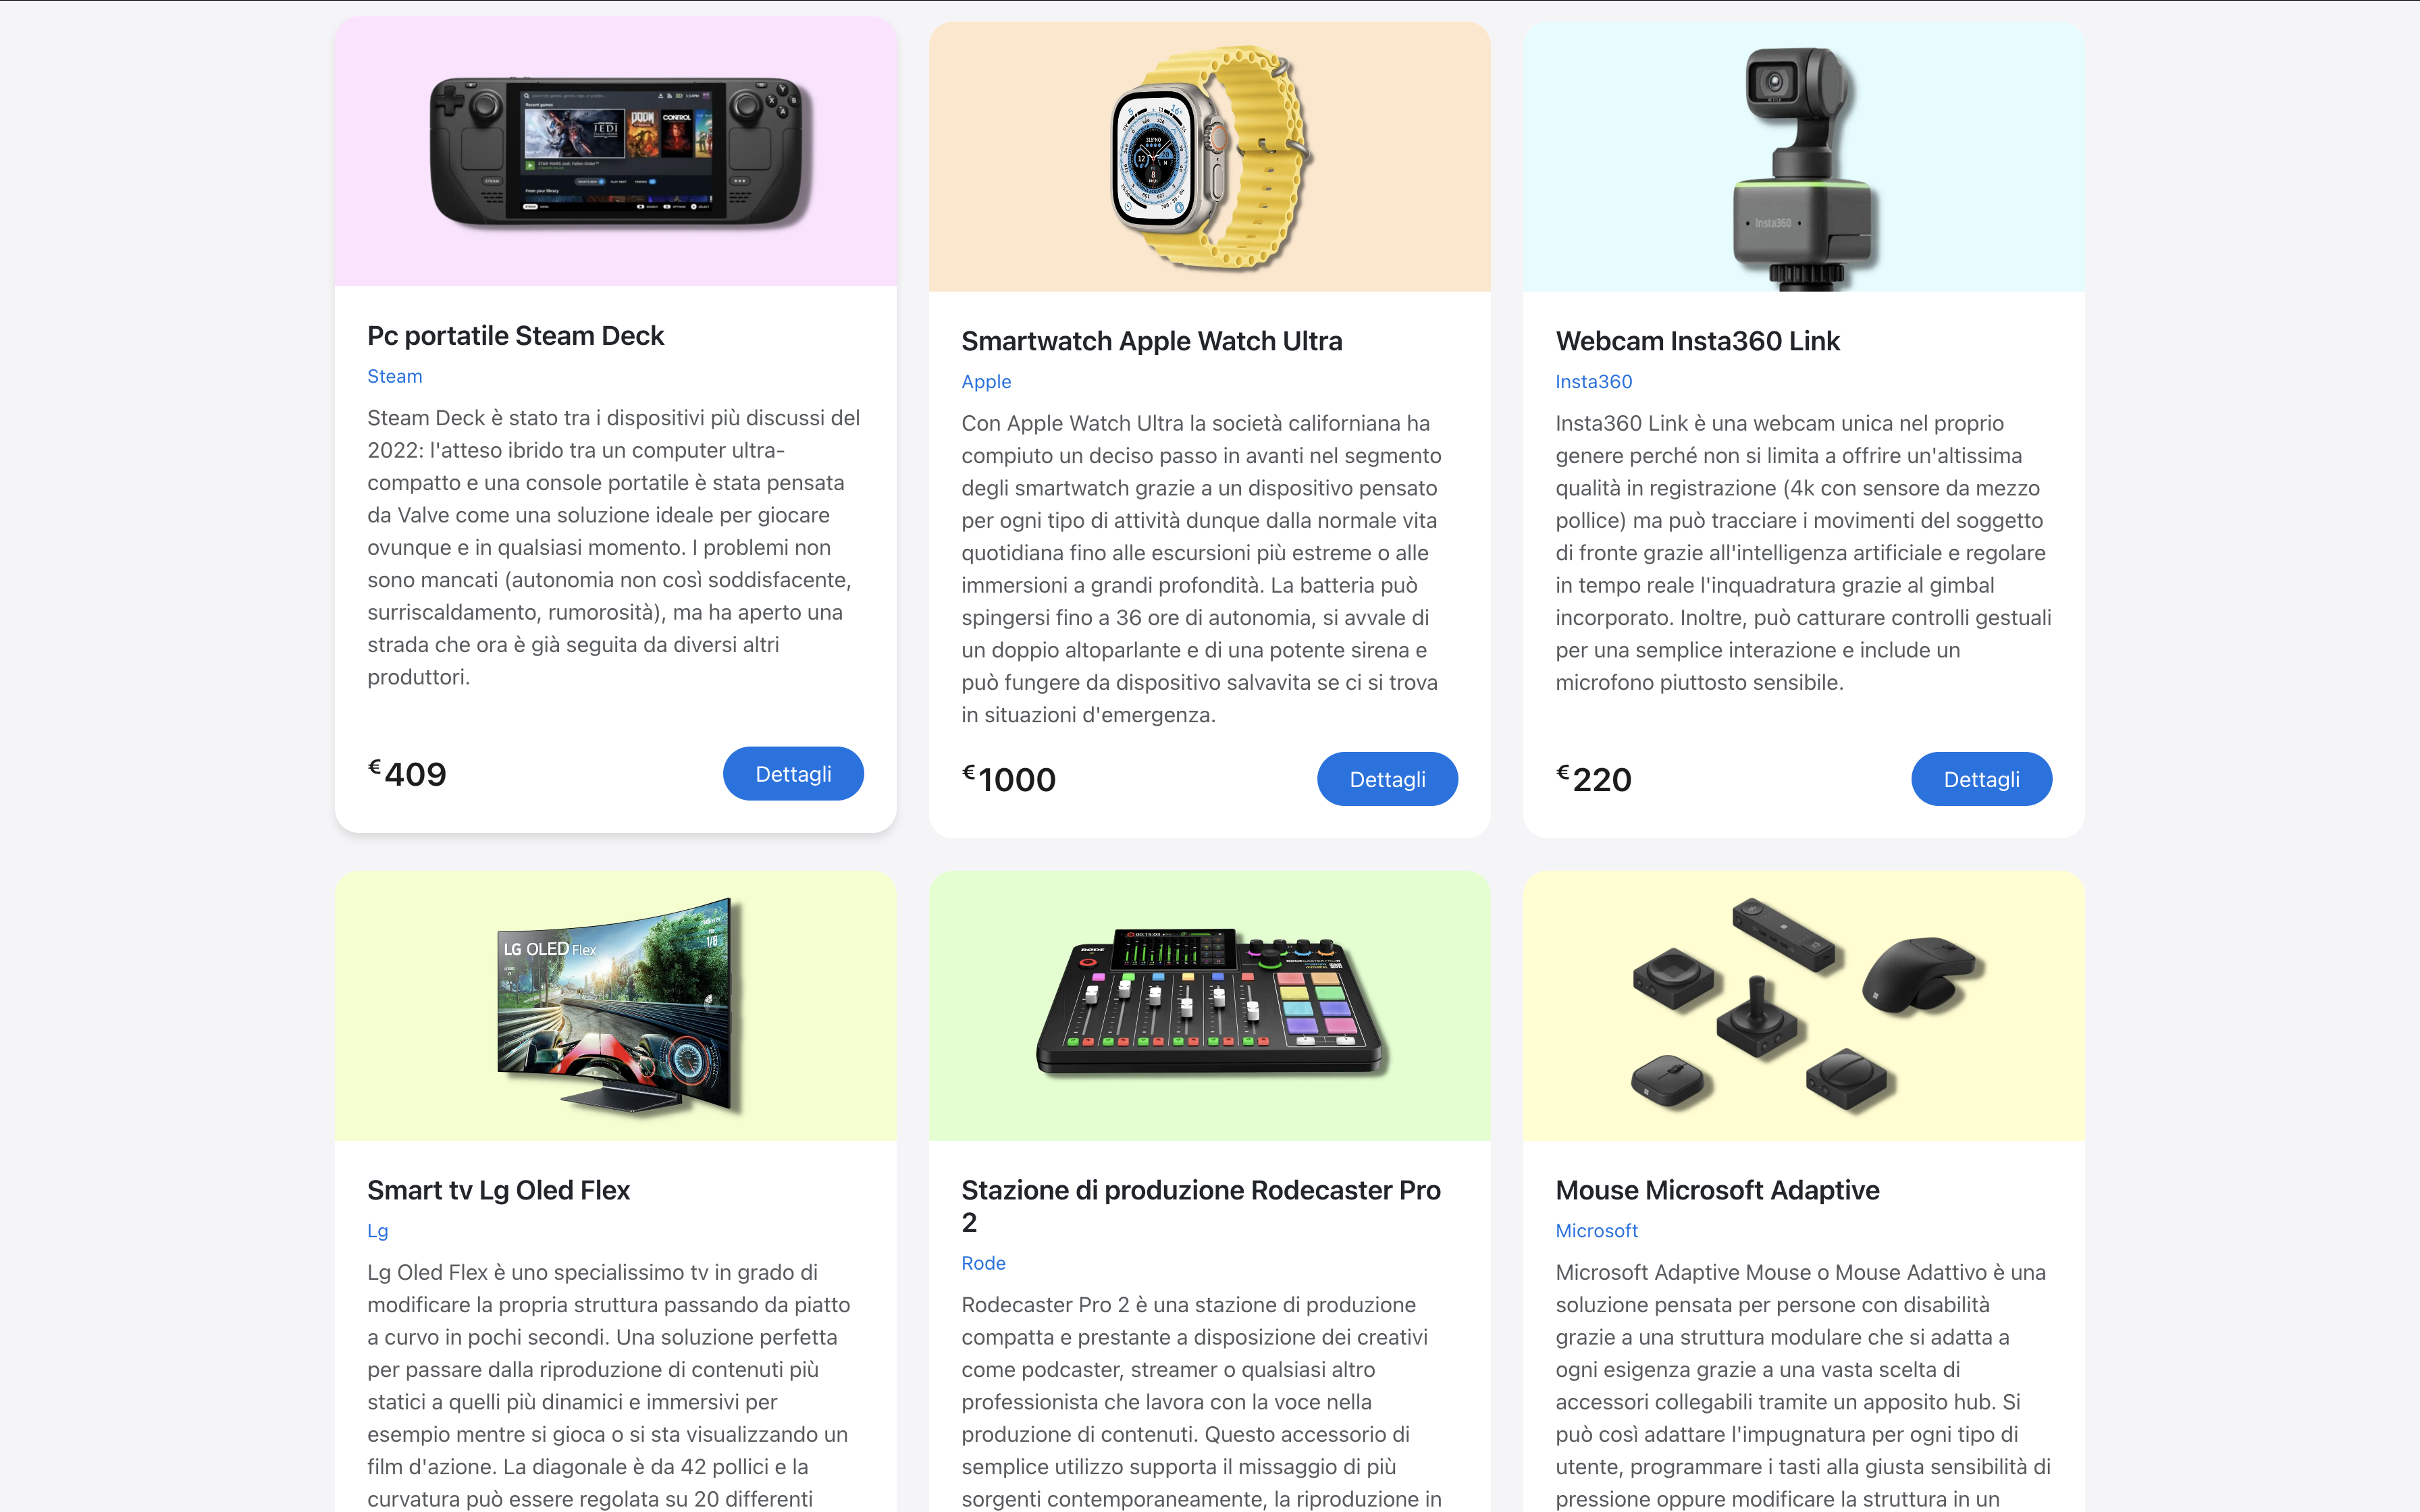 Pc portatile Steam Deck
Steam
Steam Deck è stato tra i dispositivi più discussi del
2022: l'atteso ibrido tra un computer ultra-
compatto e una console portatile è stata pensata
da Valve come una soluzione ideale per giocare
ovunque e in qualsiasi momento. I problemi non
sono mancati (autonomia non così soddisfacente,
surriscaldamento, rumorosità), ma ha aperto una
strada che ora è già seguita da diversi altri
produttori.
€409
Dettagli
Smartwatch Apple Watch Ultra
Apple
Con Apple Watch Ultra la società californiana ha
compiuto un deciso passo in avanti nel segmento
degli smartwatch grazie a un dispositivo pensato
per ogni tipo di attività dunque dalla normale vita
quotidiana fino alle escursioni più estreme o alle
immersioni a grandi profondità. La batteria può
spingersi fino a 36 ore di autonomia, si avvale di
un doppio altoparlante e di una potente sirena e
può fungere da dispositivo salvavita se ci si trova
in situazioni d'emergenza.
€1000
Dettagli
Insta360
Webcam Insta360 Link
Insta360
Insta360 Link è una webcam unica nel proprio
genere perché non si limita a offrire un'altissima
qualità in registrazione (4k con sensore da mezzo
pollice) ma può tracciare i movimenti del soggetto
di fronte grazie all'intelligenza artificiale e regolare
in tempo reale l'inquadratura grazie al gimbal
incorporato. Inoltre, può catturare controlli gestuali
per una semplice interazione e include un
microfono piuttosto sensibile.
€220
Dettagli
LG OLED Flex
1/8
Smart tv Lg Oled Flex
Lg
Lg Oled Flex è uno specialissimo tv in grado di
modificare la propria struttura passando da piatto
a curvo in pochi secondi. Una soluzione perfetta
per passare dalla riproduzione di contenuti più
statici a quelli più dinamici e immersivi per
esempio mentre si gioca o si sta visualizzando un
film d'azione. La diagonale è da 42 pollici e la
curvatura può essere regolata su 20 differenti
RØDE
Stazione di produzione Rodecaster Pro
2
Rode
Rodecaster Pro 2 è una stazione di produzione
compatta e prestante a disposizione dei creativi
come podcaster, streamer o qualsiasi altro
professionista che lavora con la voce nella
produzione di contenuti. Questo accessorio di
semplice utilizzo supporta il missaggio di più
sorgenti contemporaneamente, la riproduzione in
Mouse Microsoft Adaptive
Microsoft
Microsoft Adaptive Mouse o Mouse Adattivo è una
soluzione pensata per persone con disabilità
grazie a una struttura modulare che si adatta a
ogni esigenza grazie a una vasta scelta di
accessori collegabili tramite un apposito hub. Si
può così adattare l'impugnatura per ogni tipo di
utente, programmare i tasti alla giusta sensibilità di
pressione oppure modificare la struttura in un